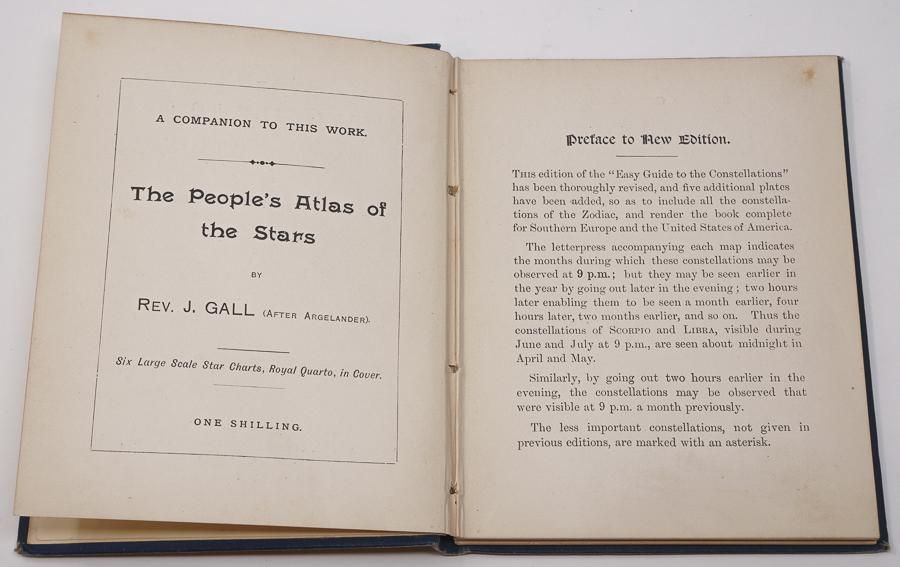 A COMPANION TO THIS WORK.
The People's Atlas of
the Stars
BY
REV. J. GALL (AFTER ARGELANDER).
Six Large Scale Star Charts, Royal Quarto, in Cover.
ONE SHILLING.
Preface to New Edition.
THIS edition of the "Easy Guide to the Constellations"
has been thoroughly revised, and five additional plates
have been added, so as to include all the constella-
tions of the Zodiac, and render the book complete
for Southern Europe and the United States of America.
The letterpress accompanying each map indicates
the months during which these constellations may be
observed at 9 p.m.; but they may be seen earlier in
the year by going out later in the evening; two hours
later enabling them to be seen a month earlier, four
hours later, two months earlier, and so on. Thus the
constellations of SCORPIO and LIBRA, visible during
June and July at 9 p.m., are seen about midnight in
April and May.
Similarly, by going out two hours earlier in the
evening, the constellations may be observed that
were visible at 9 p.m. a month previously.
The less important constellations, not given in
previous editions, are marked with an asterisk.